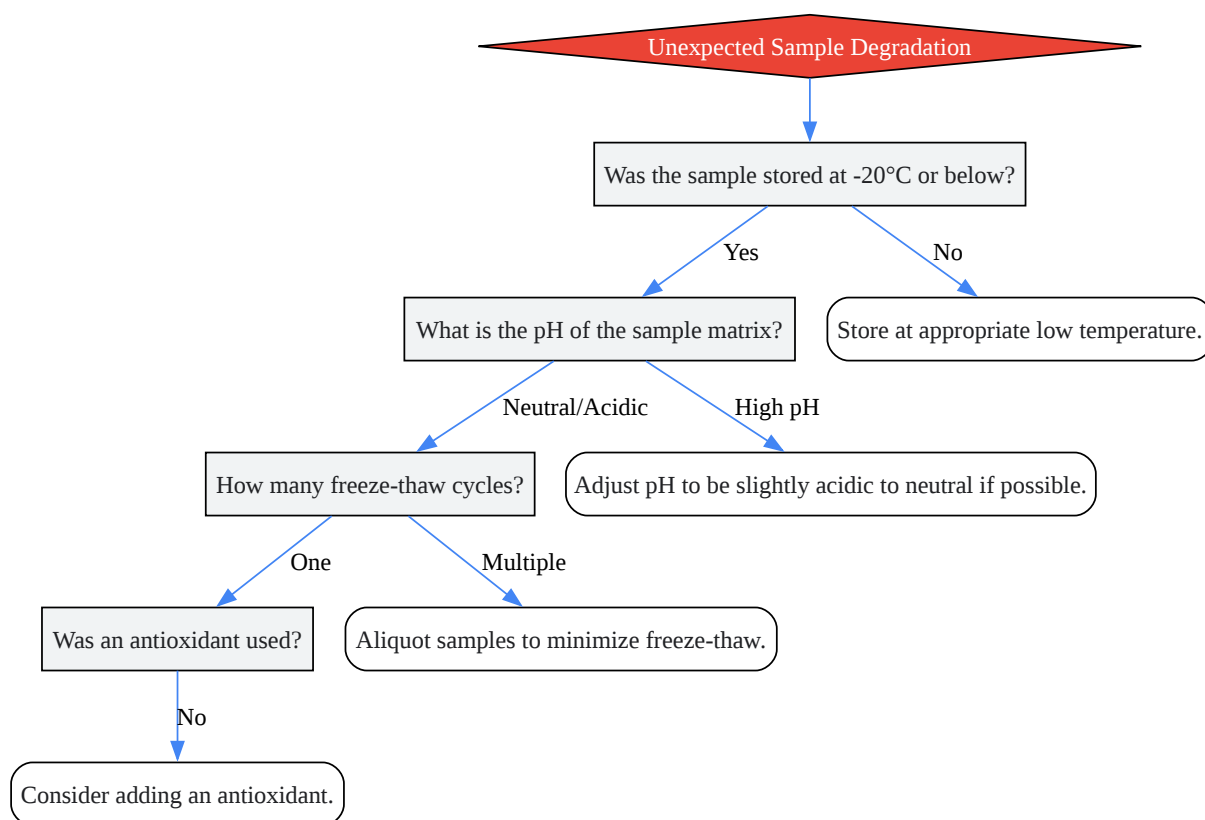 Unexpected Sample Degradation
Was the sample stored at -20°C or below?
Yes
No
What is the pH of the sample matrix?
Store at appropriate low temperature.
Neutral/Acidic
High pH
How many freeze-thaw cycles?
Adjust pH to be slightly acidic to neutral if possible.
One
Multiple
Was an antioxidant used?
Aliquot samples to minimize freeze-thaw.
No
Consider adding an antioxidant.